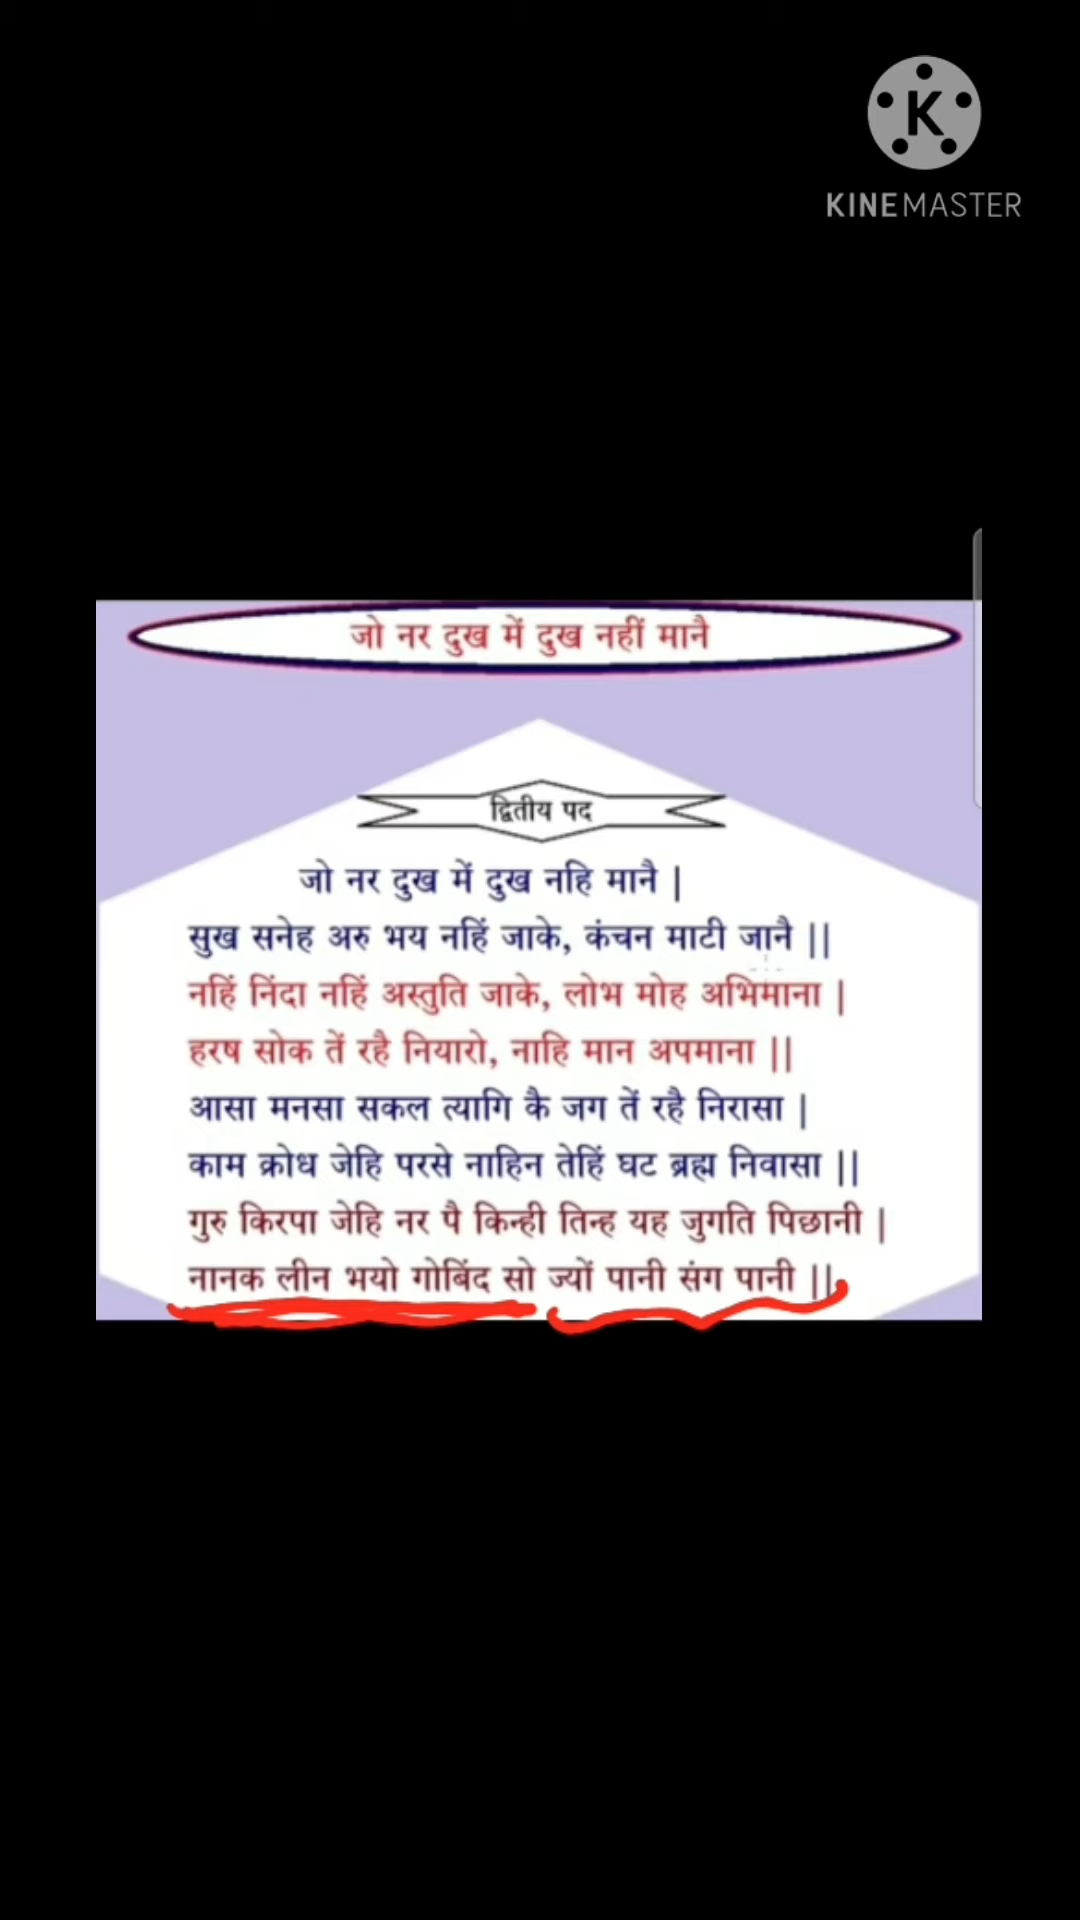 KINEMASTER
जो नर दुख में दुख नहीं मानै
द्वितीय पद
जो नर दुख में दुख नहि मानै |
सुख सनेह अरु भय नहिं जाके, कंचन माटी जानै ||
नहिं निंदा नहिं अस्तुति जाके, लोभ मोह अभिमाना |
हरष सोक तें रहै नियारो, नाहि मान अपमाना ||
आसा मनसा सकल त्यागि कै जग तें रहै निरासा |
काम क्रोध जेहि परसे नाहिन तेहिं घट ब्रह्म निवासा ||
गुरु किरपा जेहि नर पै किन्ही तिन्ह यह जुगति पिछानी |
नानक लीन भयो गोबिंद सो ज्यों पानी संग पानी ||